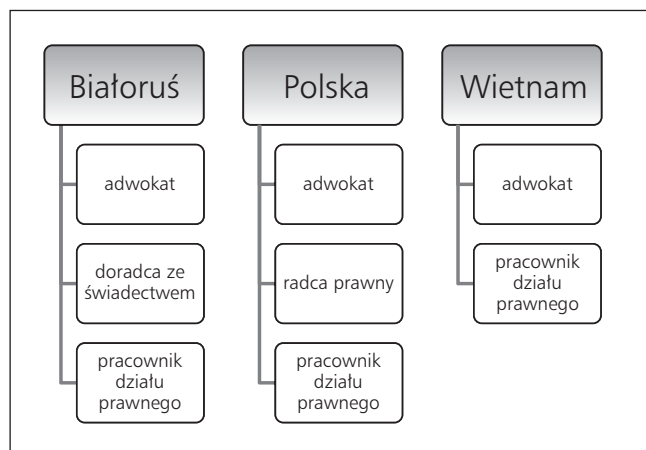 Białoruś
adwokat
doradca ze
świadectwem
pracownik
działu
prawnego
Polska
adwokat
radca prawny
pracownik
działu
prawnego
Wietnam
adwokat
pracownik
działu
prawnego